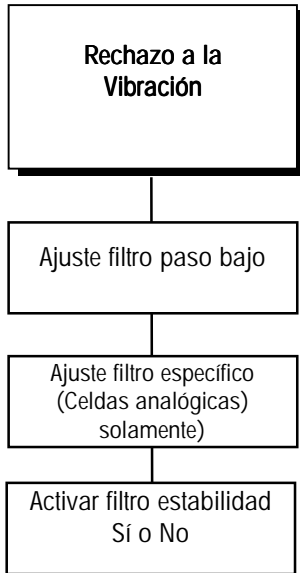 Rechazo a la
Vibración
Ajuste filtro paso bajo
Ajuste filtro específico
(Celdas analógicas)
solamente)
Activar filtro estabilidad
Sí o No